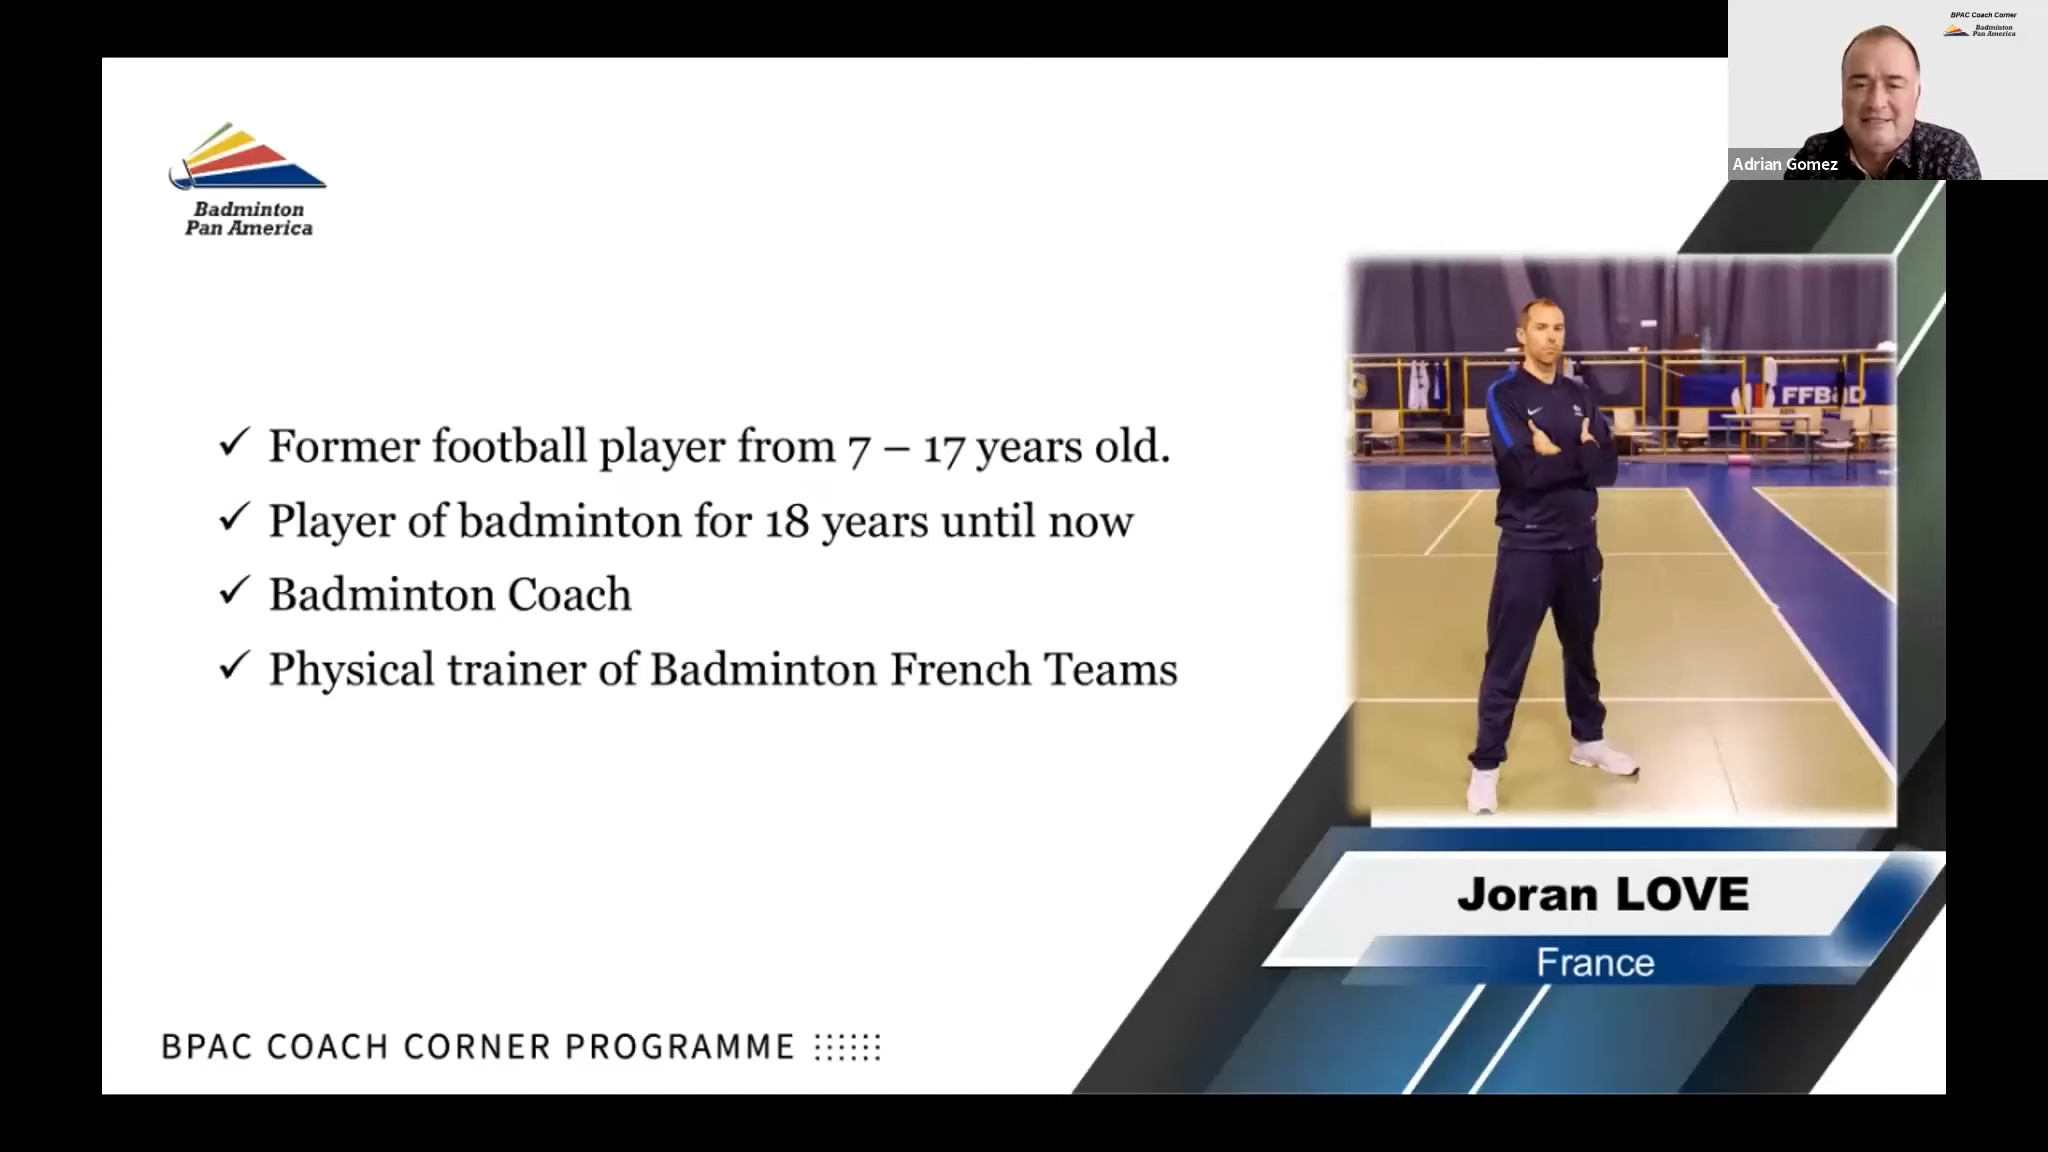 BPAC Coach Corner
Badminton
Pan America
Adrian Gomez
Badminton
Pan America
✓ Former football player from 7 – 17 years old.
✓ Player of badminton for 18 years until now
✓ Badminton Coach
✓ Physical trainer of Badminton French Teams
FFBaD
Joran LOVE
France
BPAC COACH CORNER PROGRAMME